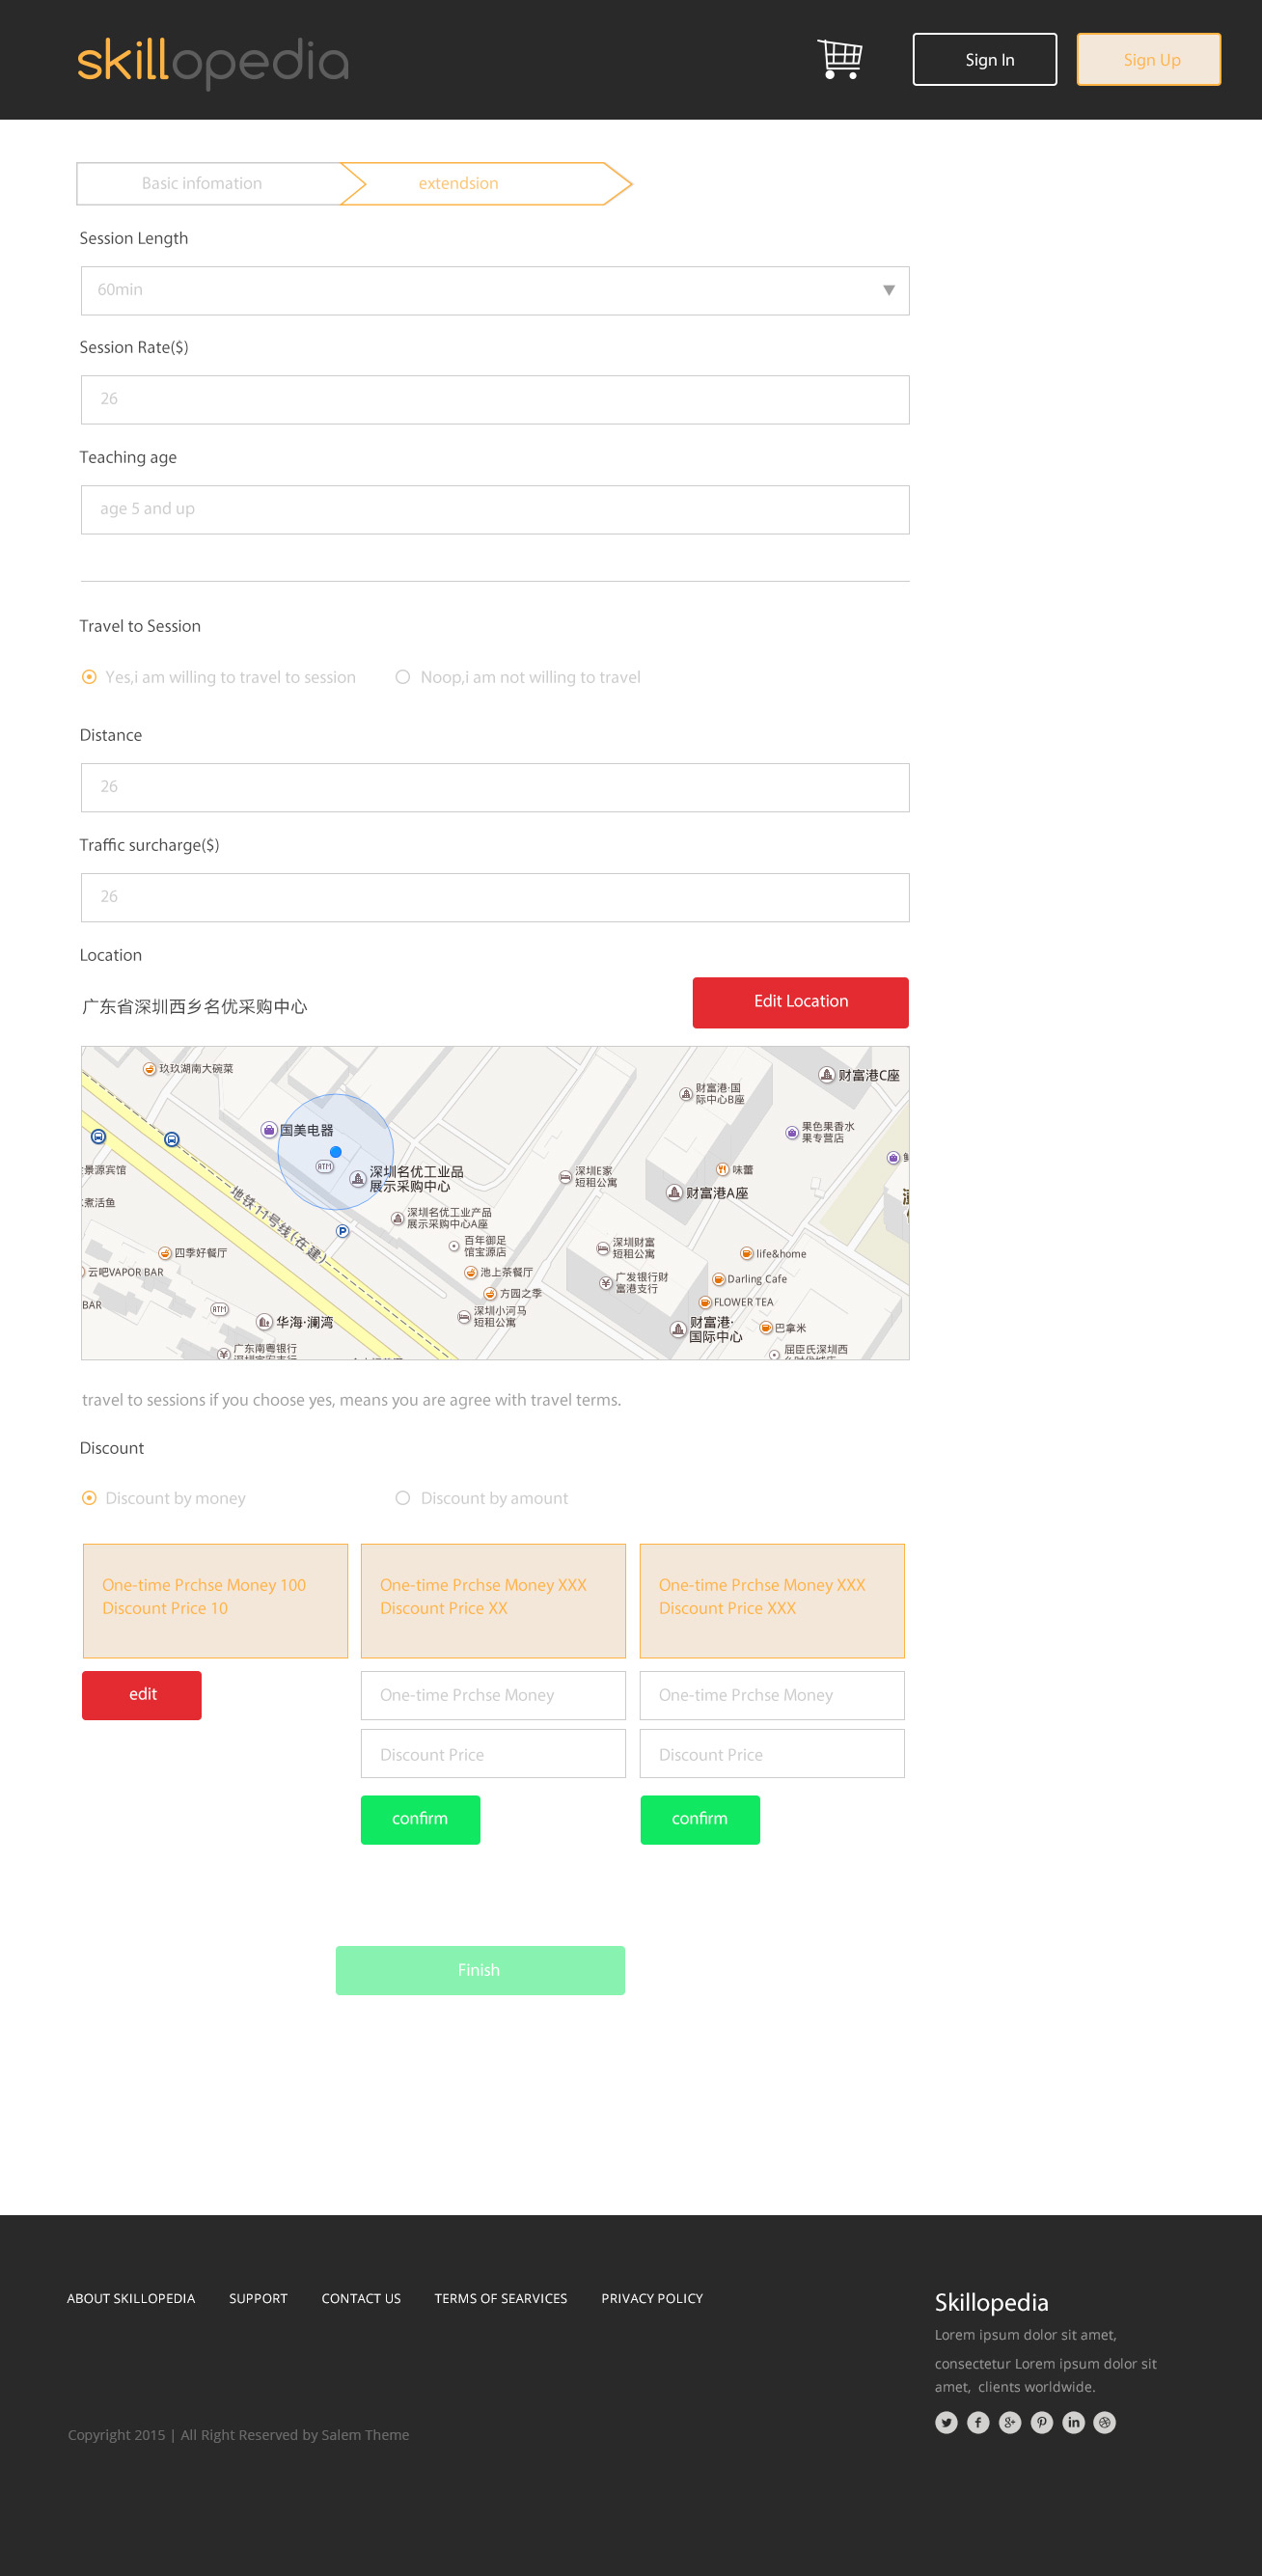 skillopedia
Sign In
Sign Up
Basic infomation
extendsion
Session Length
60min
Session Rate($)
26
Teaching age
age 5 and up
Travel to Session
Yes,i am willing to travel to session
Noop,i am not willing to travel
Distance
26
Traffic surcharge($)
26
Location
广东省深圳西乡名优采购中心
Edit Location
玖玖湖南大碗菜
财富港·国
际中心B座
财富港C座
国美电器
果色果香水
果专营店
ATM
深圳名优工业品
展示采购中心
景源宾馆
深圳E家
短租公寓
味蕾
财富港A座
煮活鱼
地铁11号线(在建)
深圳名优工业产品
展示采购中心A座
P
百年御足
馆宝源店
深圳财富
短租公寓
四季好餐厅
life&home
云吧VAPOR BAR
池上茶餐厅
广发银行财
富港支行
Darling Cafe
方圆之季
FLOWER TEA
BAR
ATM
深圳小河马
短租公寓
华海·澜湾
财富港·
国际中心
巴拿米
广东南粤银行
屈臣氏深圳西
travel to sessions if you choose yes, means you are agree with travel terms.
Discount
Discount by money
Discount by amount
One-time Prchse Money 100
Discount Price 10
One-time Prchse Money XXX
Discount Price XX
One-time Prchse Money XXX
Discount Price XXX
edit
One-time Prchse Money
One-time Prchse Money
Discount Price
Discount Price
confirm
confirm
Finish
ABOUT SKILLOPEDIA
SUPPORT
CONTACT US
TERMS OF SEARVICES
PRIVACY POLICY
Skillopedia
Lorem ipsum dolor sit amet,
consectetur Lorem ipsum dolor sit
amet, clients worldwide.
Copyright 2015 | All Right Reserved by Salem Theme